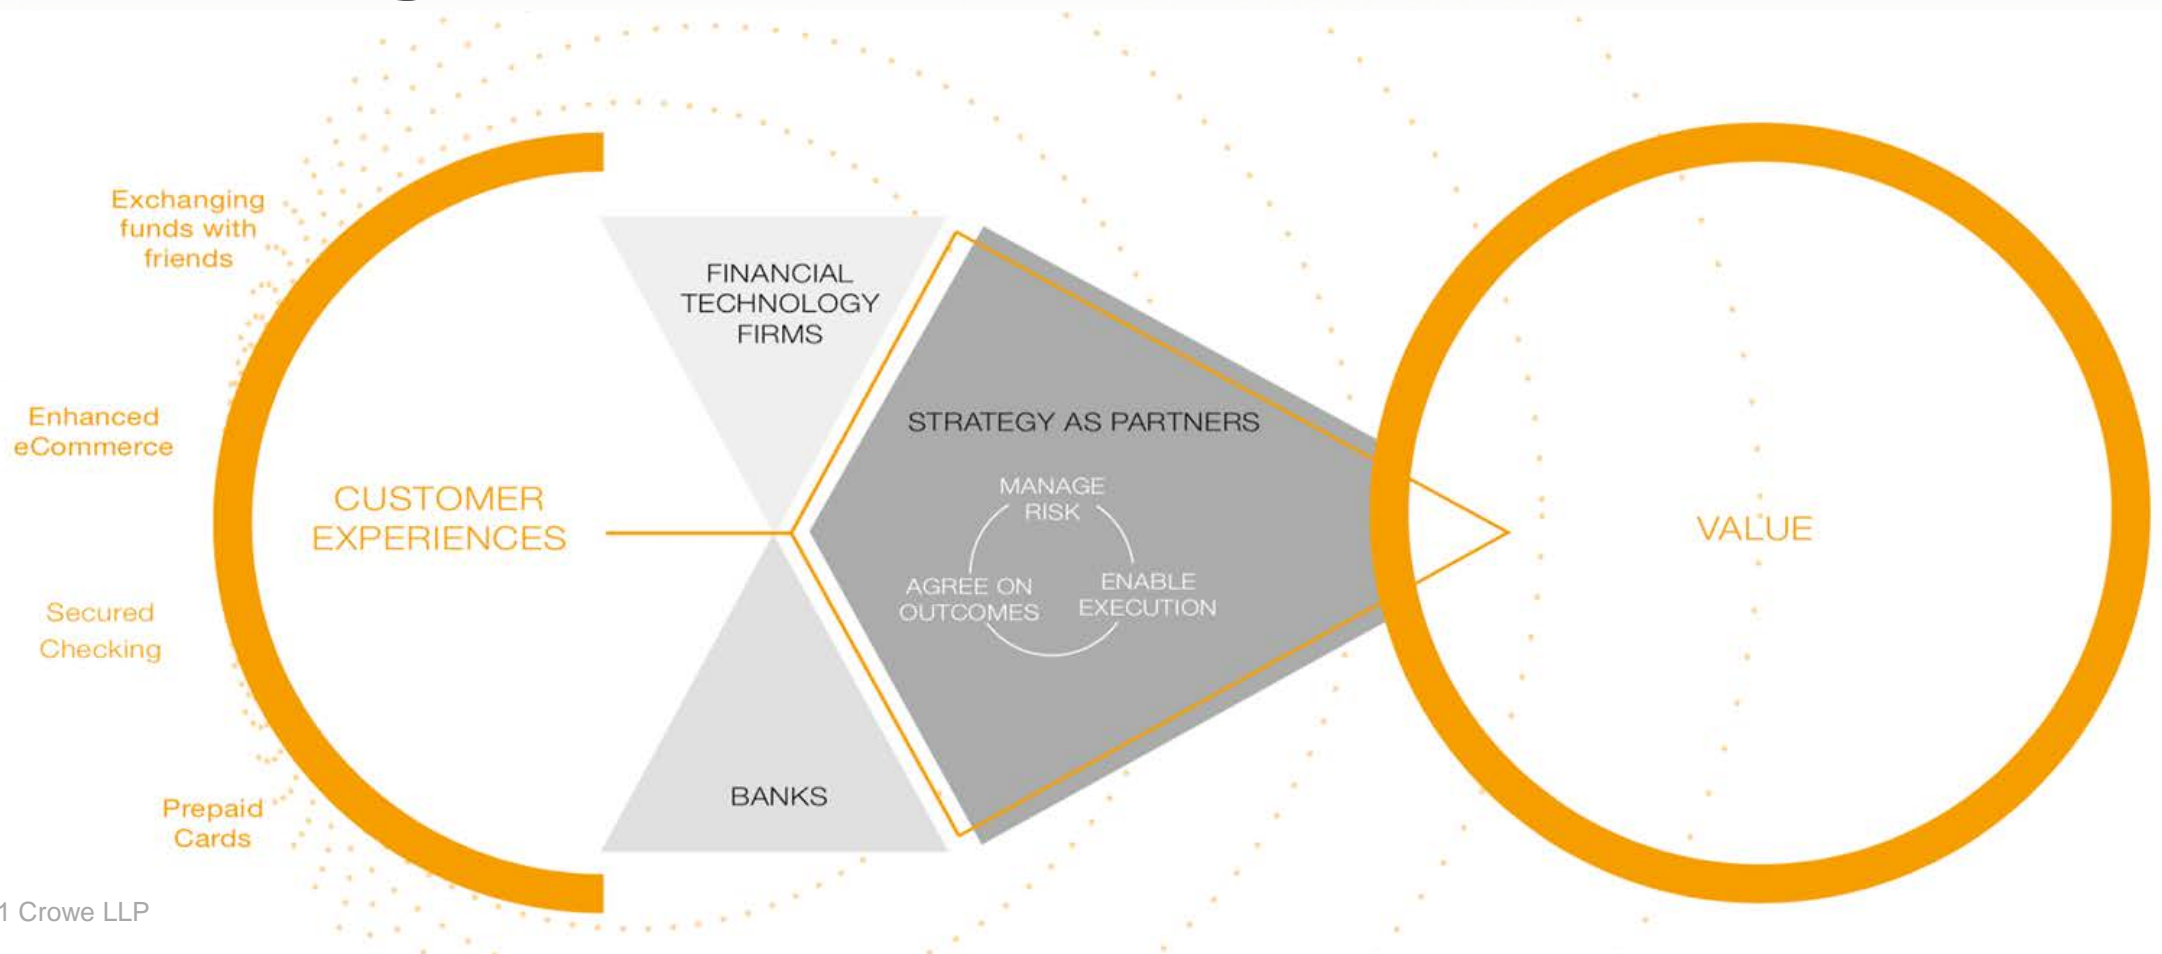 Exchanging
funds with
friends
Enhanced
eCommerce
Secured
Checking
Prepaid
Cards
CUSTOMER
EXPERIENCES
FINANCIAL
TECHNOLOGY
FIRMS
BANKS
STRATEGY AS PARTNERS
MANAGE
RISK
AGREE ON
OUTCOMES
ENABLE
EXECUTION
VALUE
1 Crowe LLP